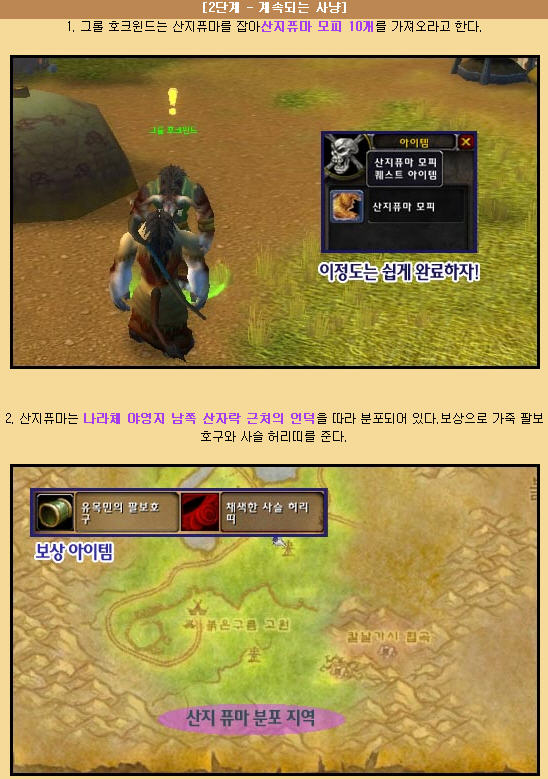 [2단계 - 계속되는 사냥]
1. 그롤 호크윈드는 산지퓨마를 잡아산지퓨마 모피 10개를 가져오라고 한다.
그롤 호크윈드
아이템
산지퓨마 모피
퀘스트 아이템
산지퓨마 모피
이정도는 쉽게 완료하자!
2. 산지퓨마는 나라체 야영지 남쪽 산자락 근처의 언덕을 따라 분포되어 있다.보상으로 가죽 팔보
호구와 사슬 허리띠를 준다.
유목민의 팔보호
구
채색한 사슬 허리
띠
보상 아이템
붉은구름 고원
칼날가시 협곡
산지 퓨마 분포 지역